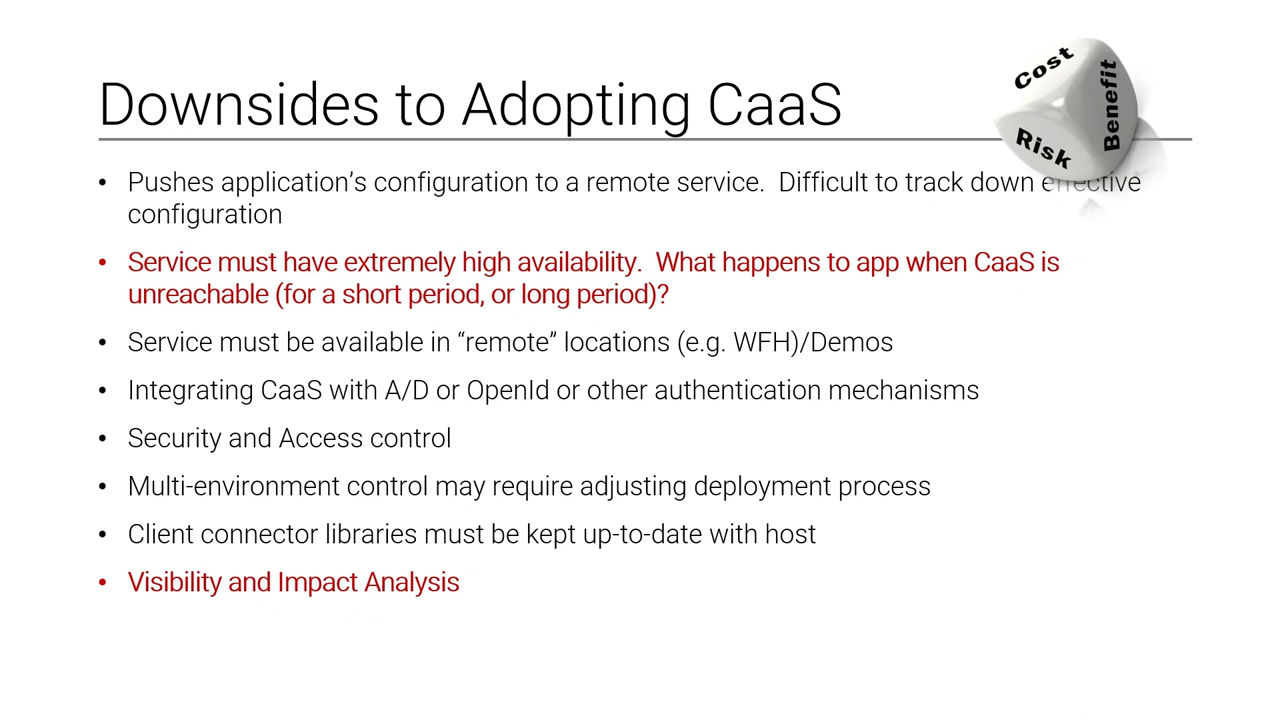 Downsides to Adopting CaaS
Cost
Benefit
Risk
• Pushes application’s configuration to a remote service.  Difficult to track down effective
configuration
• Service must have extremely high availability.  What happens to app when CaaS is
unreachable (for a short period, or long period)?
• Service must be available in “remote” locations (e.g. WFH)/Demos
• Integrating CaaS with A/D or OpenId or other authentication mechanisms
• Security and Access control
• Multi-environment control may require adjusting deployment process
• Client connector libraries must be kept up-to-date with host
• Visibility and Impact Analysis